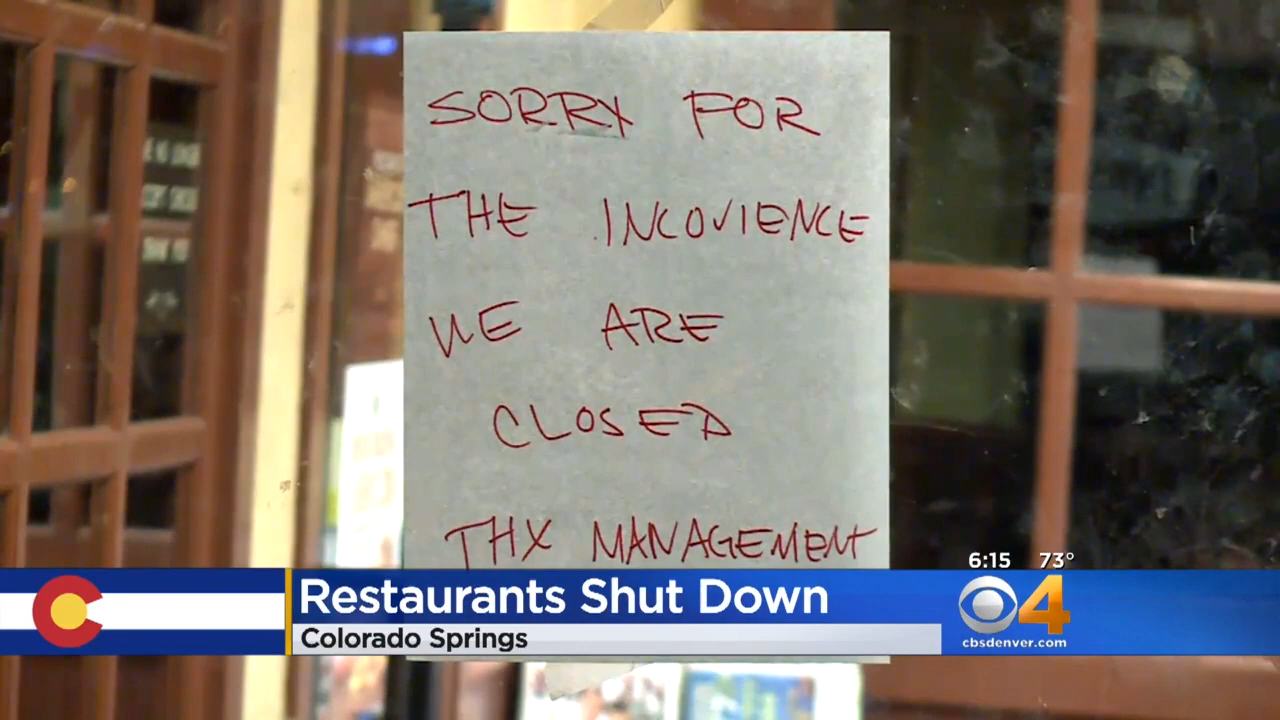 SORRY FOR
THE INCOVIENCE
WE ARE
CLOSED
THX MANAGEMENT
6:15 73°
Restaurants Shut Down
Colorado Springs
4
cbsdenver.com